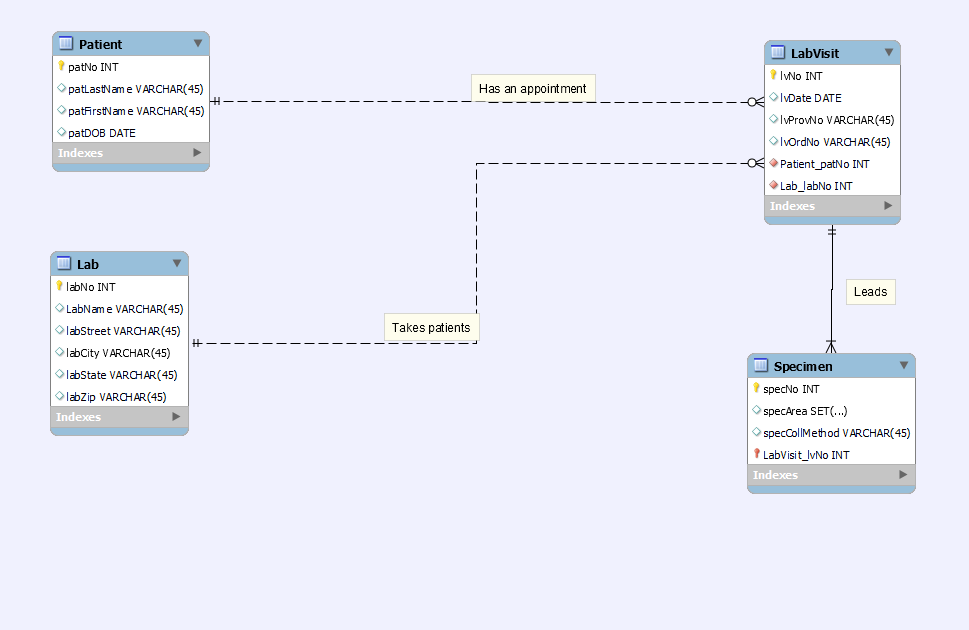 Patient
patNo INT
patLastName VARCHAR(45)
patFirstName VARCHAR(45)
patDOB DATE
Indexes
Has an appointment
LabVisit
lvNo INT
lvDate DATE
lvProvNo VARCHAR(45)
lvOrdNo VARCHAR(45)
Patient_patNo INT
Lab_labNo INT
Indexes
Lab
labNo INT
LabName VARCHAR(45)
labStreet VARCHAR(45)
labCity VARCHAR(45)
labState VARCHAR(45)
labZip VARCHAR(45)
Indexes
Takes patients
Leads
Specimen
specNo INT
specArea SET(...)
specCollMethod VARCHAR(45)
LabVisit_lvNo INT
Indexes